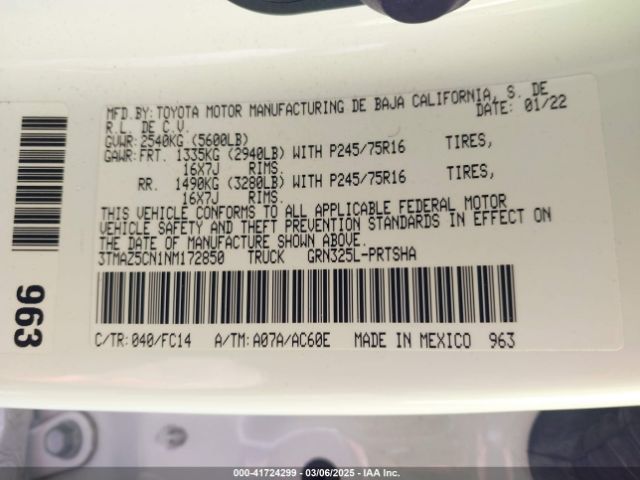 MFD.BY:TOYOTA MOTOR MANUFACTURING DE BAJA CALIFORNIA, S. DE
R.L. DE C.V. DATE: 01/22
GVWR:2540KG (5600LB)
GAWR:FRT. 1335KG (2940LB) WITH P245/75R16 TIRES,
16X7J RIMS.
RR. 1490KG (3280LB) WITH P245/75R16 TIRES,
16X7J RIMS.
THIS VEHICLE CONFORMS TO ALL APPLICABLE FEDERAL MOTOR
VEHICLE SAFETY AND THEFT PREVENTION STANDARDS IN EFFECT ON
THE DATE OF MANUFACTURE SHOWN ABOVE.
3TMAZ5CN1NM172850 TRUCK GRN325L-PRTSHA
C/TR:040/FC14 A/TM:A07A/AC60E MADE IN MEXICO 963
963
000-41724299 — 03/06/2025 — IAA Inc.